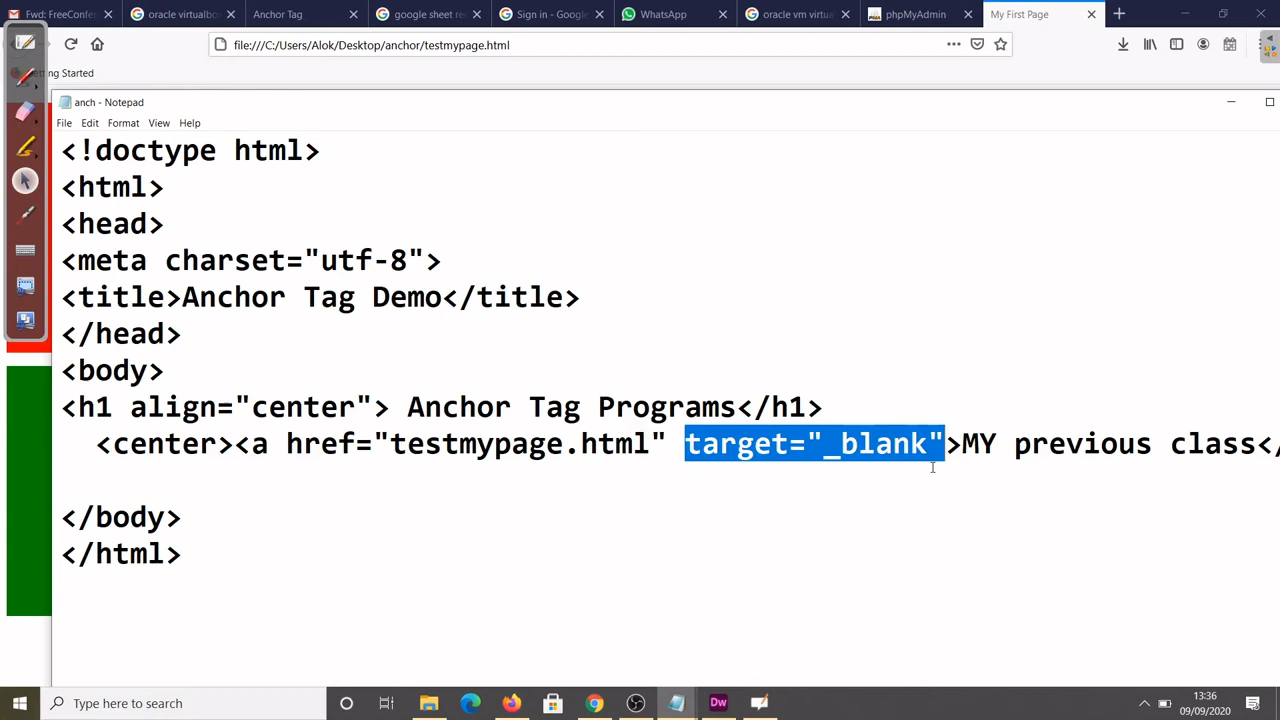 Fwd: FreeConfer
oracle virtualbo
Anchor Tag
google sheet re
Sign in - Google
WhatsApp
oracle vm virtua
phpMyAdmin
My First Page
file:///C:/Users/Alok/Desktop/anchor/testmypage.html
Getting Started
anch - Notepad
File Edit Format View Help
<!doctype html>
<html>
<head>
<meta charset="utf-8">
<title>Anchor Tag Demo</title>
</head>
<body>
<h1 align="center"> Anchor Tag Programs</h1>
<center><a href="testmypage.html" target="_blank">MY previous class</
</body>
</html>
Type here to search
Dw
13:36
09/09/2020